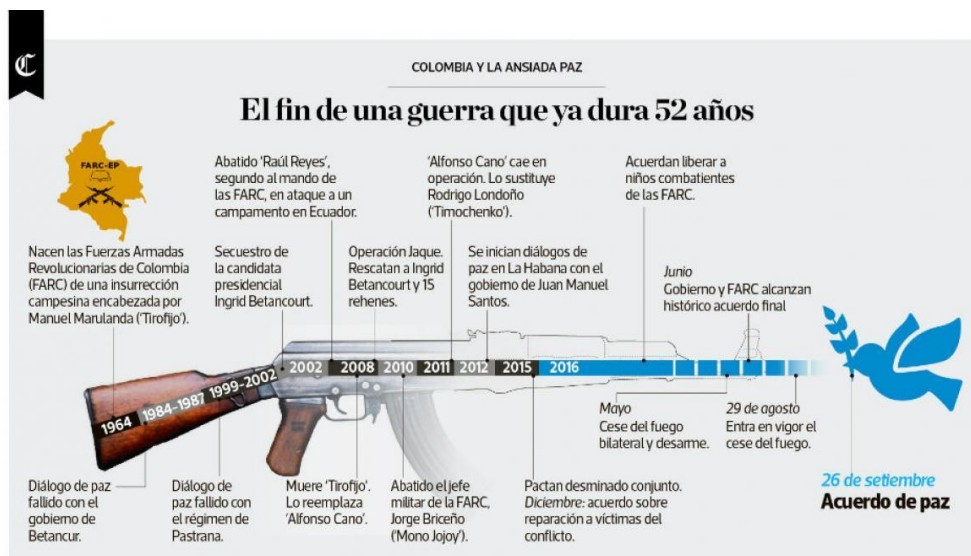 C
COLOMBIA Y LA ANSIADA PAZ
El fin de una guerra que ya dura 52 años
FARC-EP
Nacen las Fuerzas Armadas
Revolucionarias de Colombia
(FARC) de una insurrección
campesina encabezada por
Manuel Marulanda ('Tirofijo').
Abatido 'Raúl Reyes',
segundo al mando de
las FARC, en ataque a un
campamento en Ecuador.
Secuestro de
la candidata
presidencial
Ingrid Betancourt.
Operación Jaque.
Rescatan a Ingrid
Betancourt y 15
rehenes.
'Alfonso Cano' cae en
operación. Lo sustituye
Rodrigo Londoño
('Timochenko').
Se inician diálogos de
paz en La Habana con el
gobierno de Juan Manuel
Santos.
Acuerdan liberar a
niños combatientes
de las FARC.
Junio
Gobierno y FARC alcanzan
histórico acuerdo final
1964
1984-1987
1999-2002
2002
2008
2010
2011
2012
2015
2016
Diálogo de paz
fallido con el
gobierno de
Betancur.
Diálogo de
paz fallido con
el régimen de
Pastrana.
Muere 'Tirofijo'.
Lo reemplaza
'Alfonso Cano'.
Abatido el jefe
militar de la FARC,
Jorge Briceño
('Mono Jojoy').
Pactan desminado conjunto.
Diciembre: acuerdo sobre
reparación a víctimas del
conflicto.
Mayo
Cese del fuego
bilateral y desarme.
29 de agosto
Entra en vigor el
cese del fuego.
26 de setiembre
Acuerdo de paz